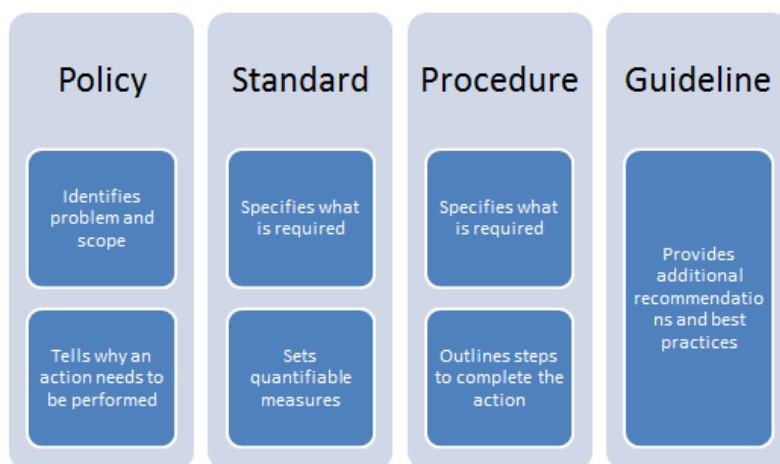 Policy
Identifies
problem and
scope
Tells why an
action needs to
be performed
Standard
Specifies what
is required
Sets
quantifiable
measures
Procedure
Specifies what
is required
Outlines steps
to complete the
action
Guideline
Provides
additional
recommendatio
ns and best
practices